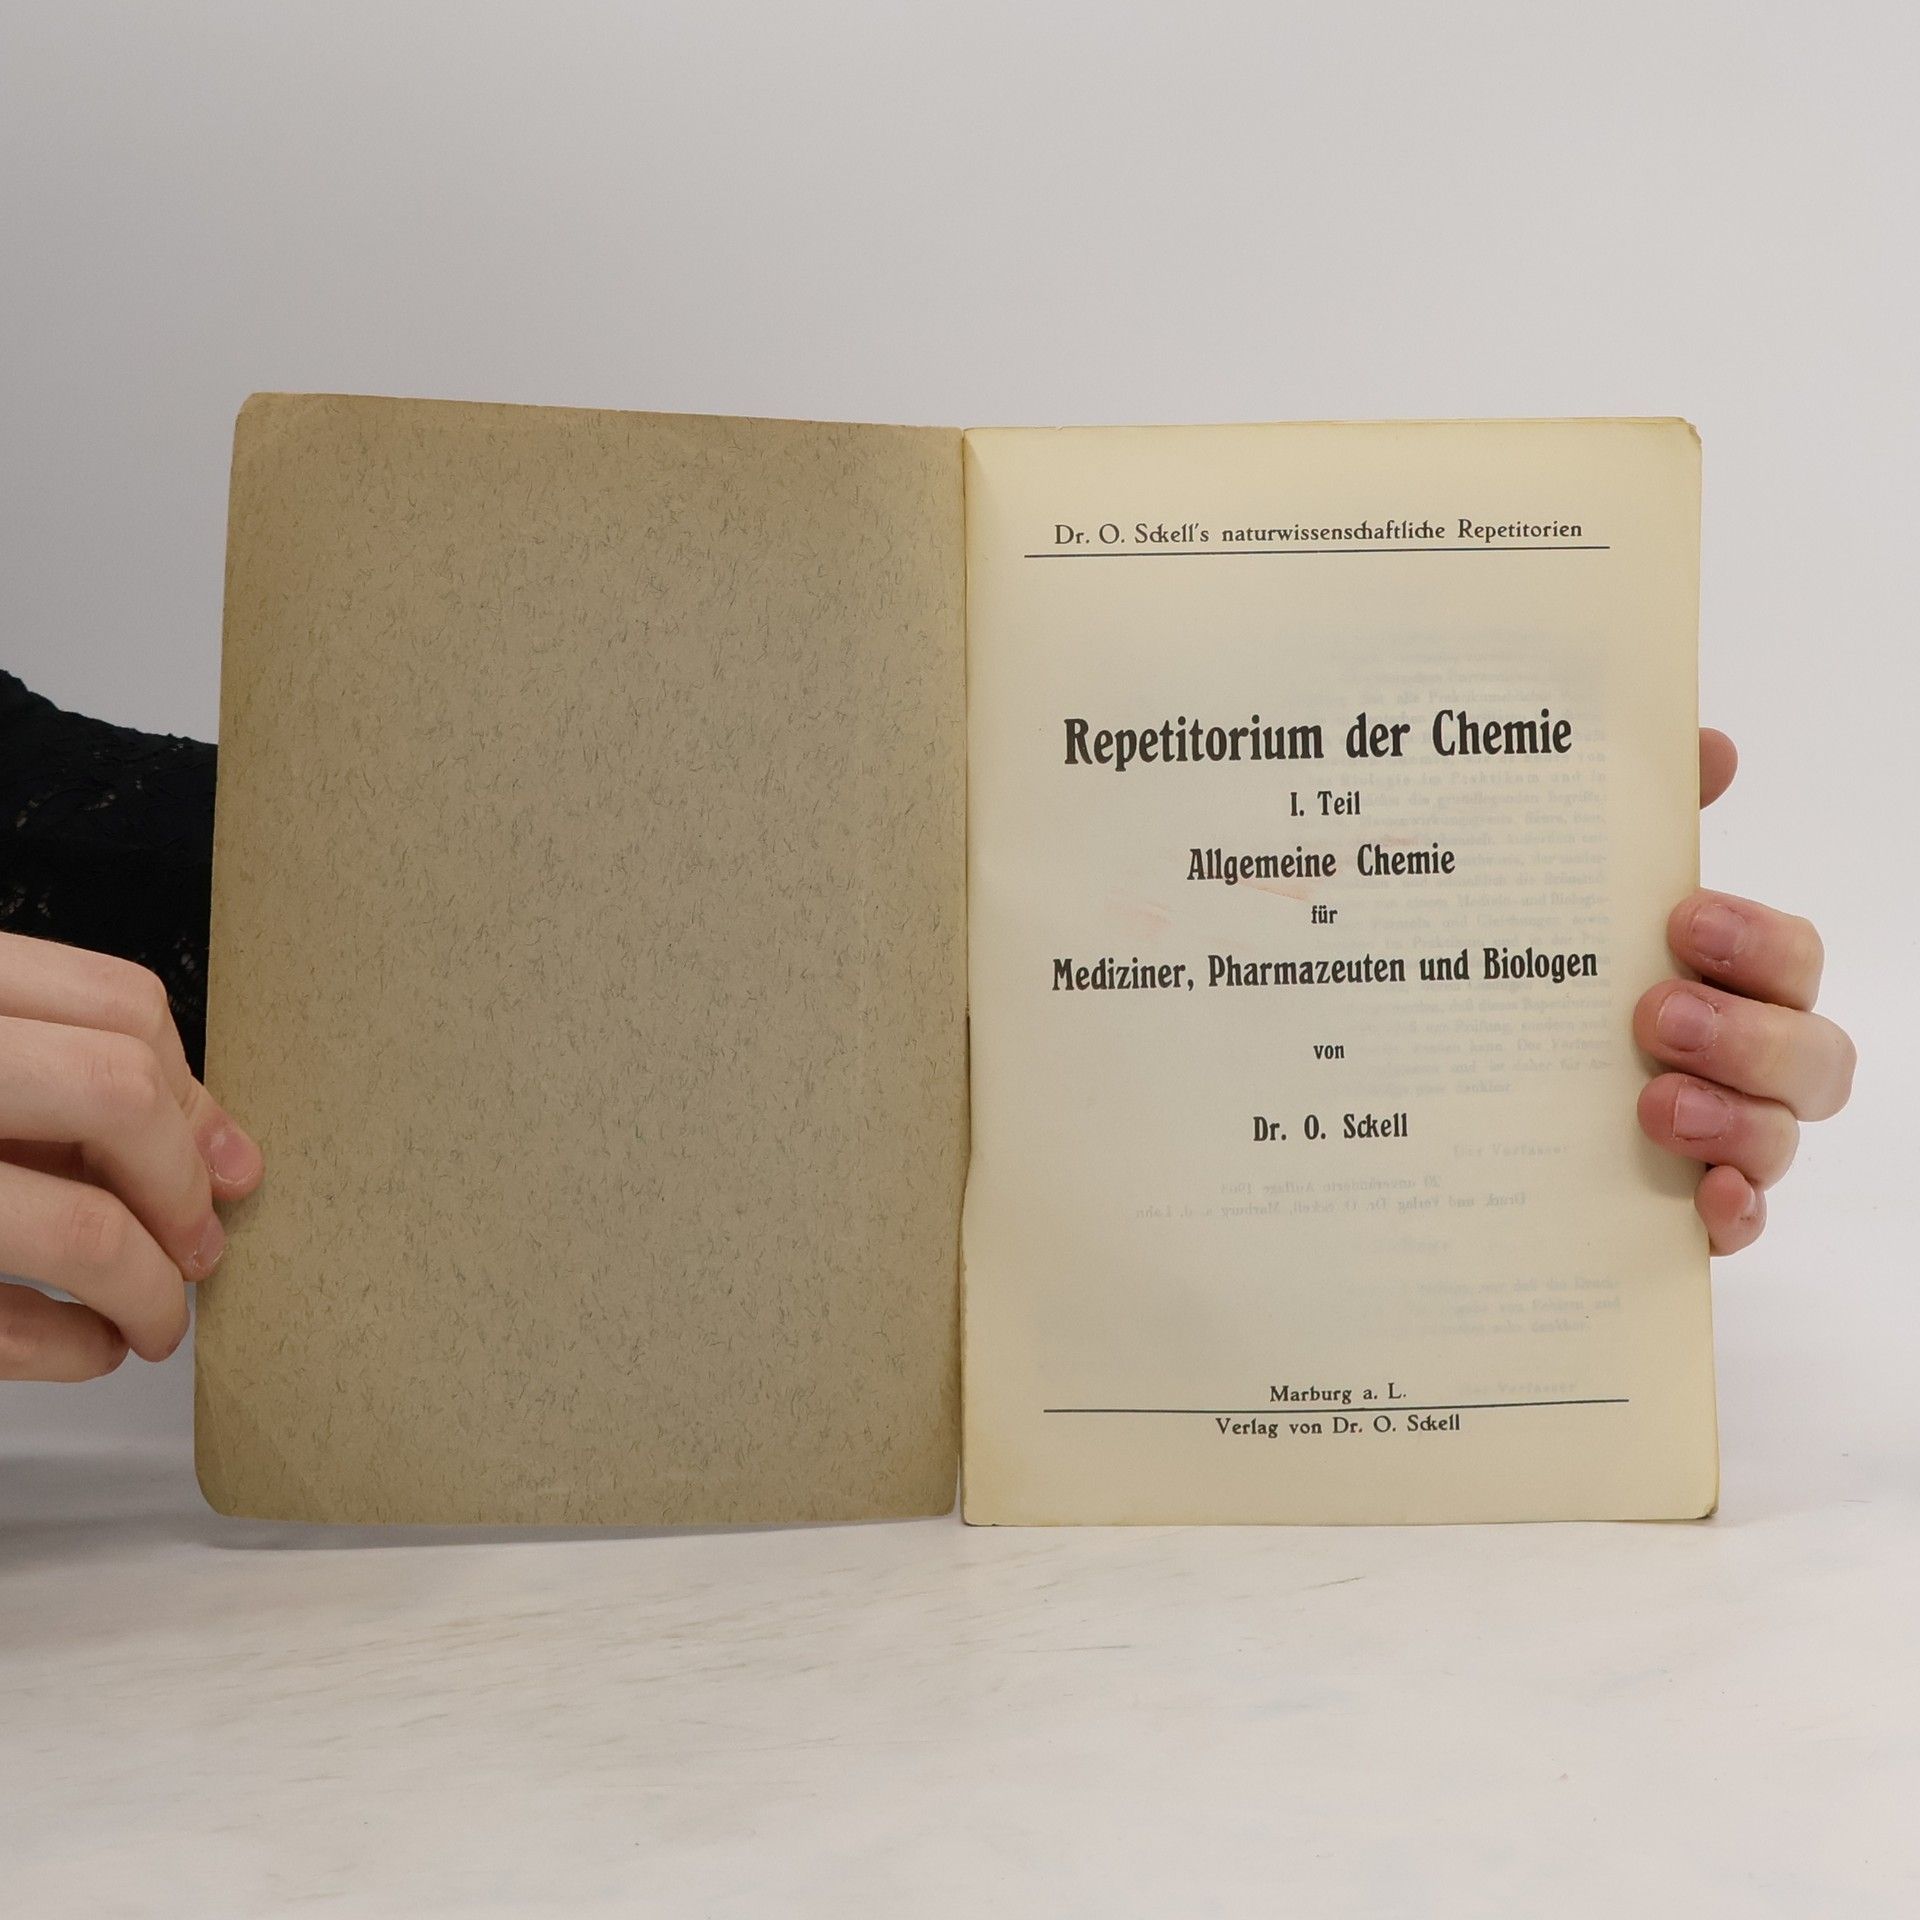 Dr. O. Sckell's naturwissenschaftliche Repetitorien
Repetitorium der Chemie
I. Teil
Allgemeine Chemie
für
Mediziner, Pharmazeuten und Biologen
von
Dr. O. Sckell
Marburg a. L.
Verlag von Dr. O. Sckell